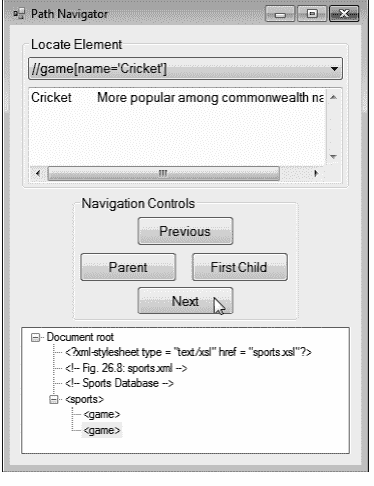 Path Navigator
Locate Element
//game[name='Cricket']
Cricket More popular among commonwealth na
Navigation Controls
Previous
Parent First Child
Next
Document root
<?xml-stylesheet type = "text/xsl" href = "sports.xsl"?>
<!-- Fig. 26.8: sports.xml -->
<!-- Sports Database -->
<sports>
<game>
<game>